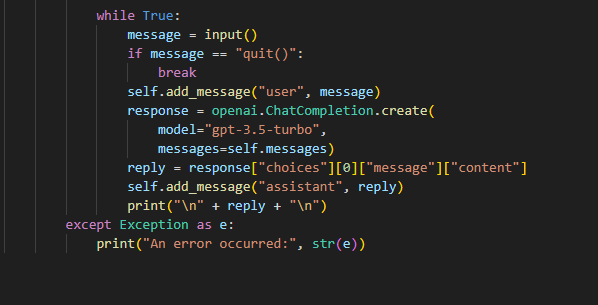 while True:
message = input()
if message == "quit()":
break
self.add_message("user", message)
response = openai.ChatCompletion.create(
model="gpt-3.5-turbo",
messages=self.messages)
reply = response["choices"][0]["message"]["content"]
self.add_message("assistant", reply)
print("\n" + reply + "\n")
except Exception as e:
print("An error occurred:", str(e))